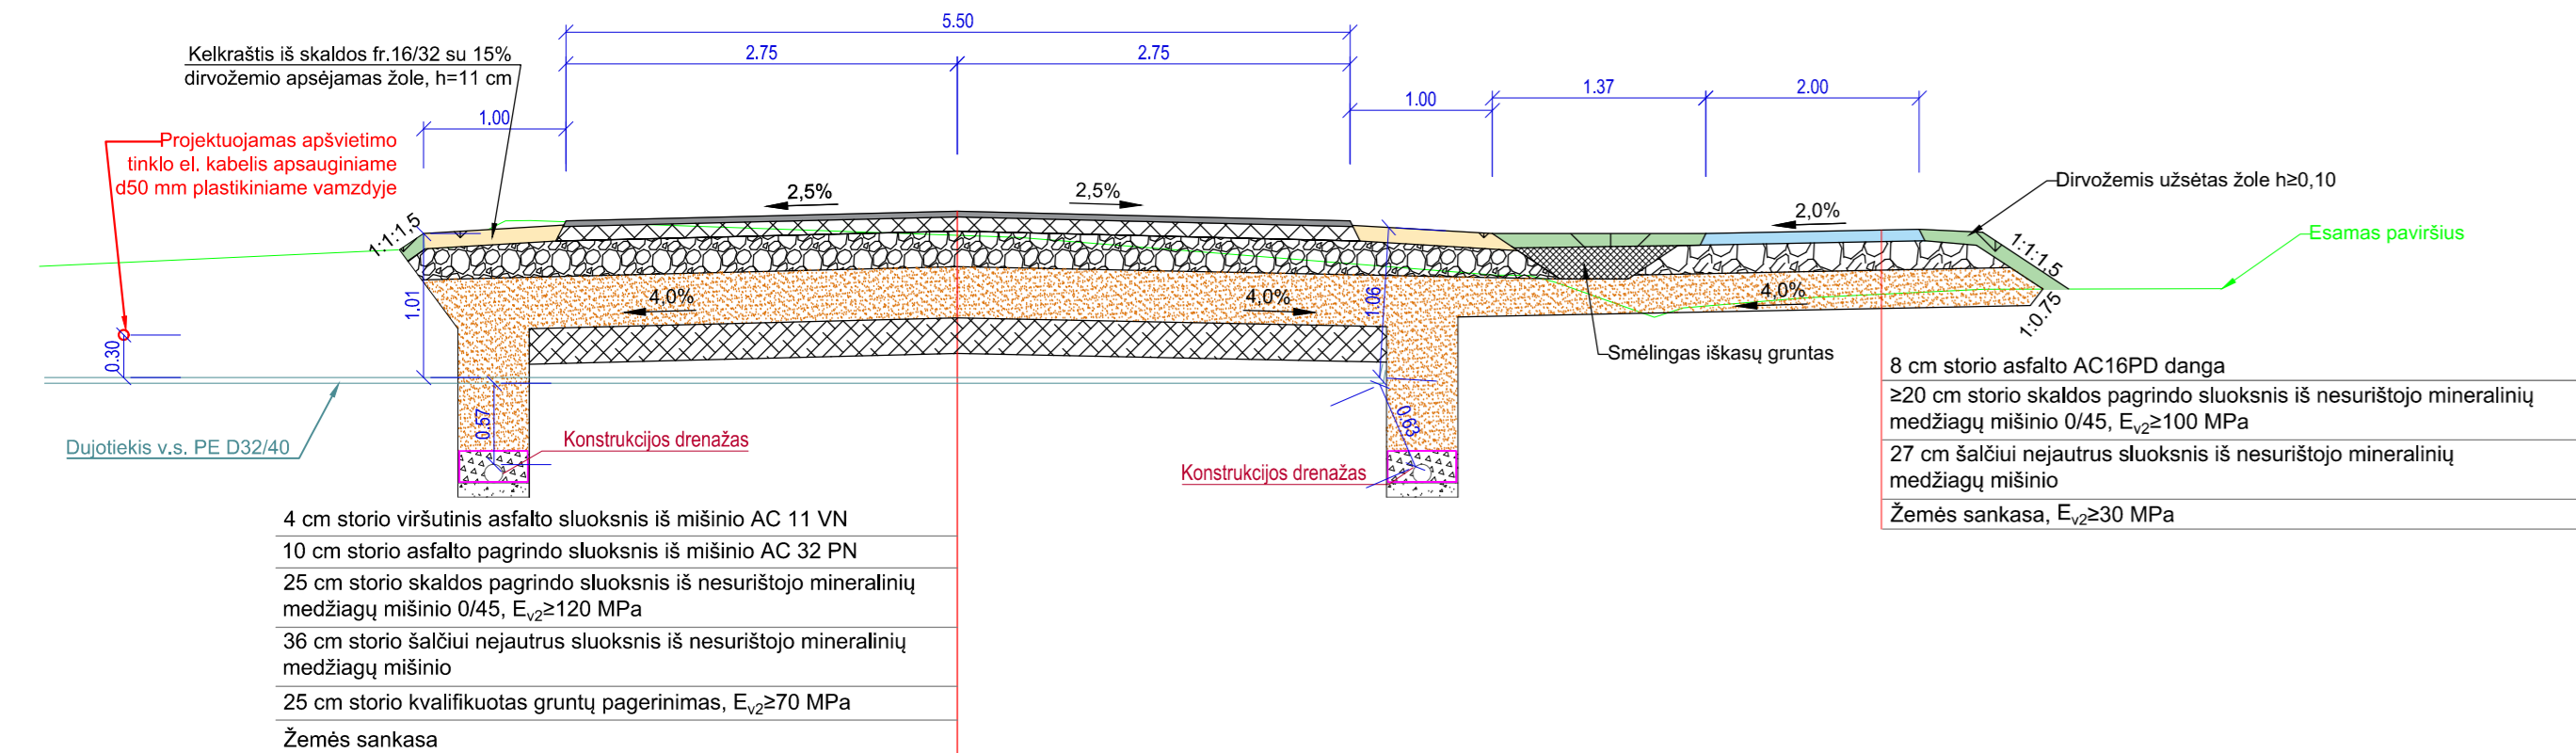 5.50
2.75
2.75
Kelkraštis iš skaldos fr.16/32 su 15%
dirvožemio apsėjamas žole, h=11 cm
1.00
1.00
1.37
2.00
Projektuojamas apšvietimo
tinklo el. kabelis apsauginiame
d50 mm plastikiniame vamzdyje
2,5%
2,5%
2,0%
Dirvožemis užsėtas žole h≥0,10
1:1:1,5
1:1:1,5
Esamas paviršius
4,0%
4,0%
4,0%
1:0.75
1.01
1.06
0.30
Smėlingas iškasų gruntas
8 cm storio asfalto AC16PD danga
≥20 cm storio skaldos pagrindo sluoksnis iš nesurištojo mineralinių
medžiagų mišinio 0/45, Ev2≥100 MPa
27 cm šalčiui nejautrus sluoksnis iš nesurištojo mineralinių
medžiagų mišinio
Žemės sankasa, Ev2≥30 MPa
0.57
0.63
Dujotiekis v.s. PE D32/40
Konstrukcijos drenažas
Konstrukcijos drenažas
4 cm storio viršutinis asfalto sluoksnis iš mišinio AC 11 VN
10 cm storio asfalto pagrindo sluoksnis iš mišinio AC 32 PN
25 cm storio skaldos pagrindo sluoksnis iš nesurištojo mineralinių
medžiagų mišinio 0/45, Ev2≥120 MPa
36 cm storio šalčiui nejautrus sluoksnis iš nesurištojo mineralinių
medžiagų mišinio
25 cm storio kvalifikuotas gruntų pagerinimas, Ev2≥70 MPa
Žemės sankasa